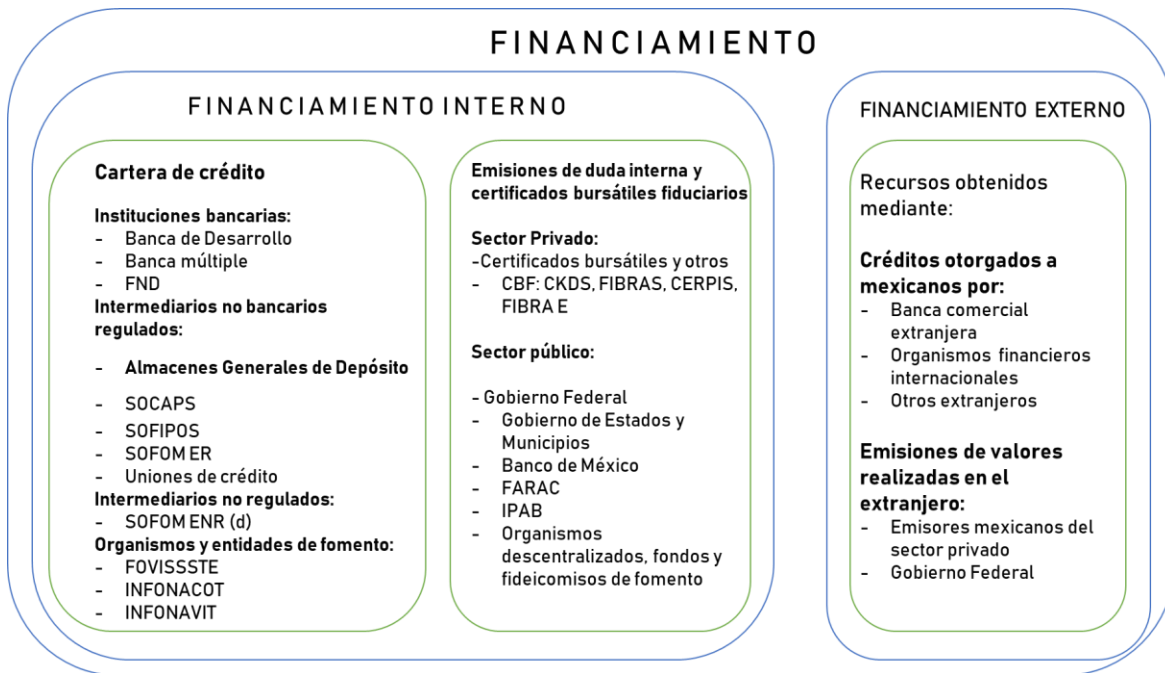 FINANCIAMIENTO
FINANCIAMIENTO INTERNO
Cartera de crédito
Instituciones bancarias:
- Banca de Desarrollo
- Banca múltiple
- FND
Intermediarios no bancarios
regulados:
- Almacenes Generales de Depósito
- SOCAPS
- SOFIPOS
- SOFOM ER
- Uniones de crédito
Intermediarios no regulados:
- SOFOM ENR (d)
Organismos y entidades de fomento:
- FOVISSSTE
- INFONACOT
- INFONAVIT
Emisiones de duda interna y
certificados bursátiles fiduciarios
Sector Privado:
-Certificados bursátiles y otros
- CBF: CKDS, FIBRAS, CERPIS,
FIBRA E
Sector público:
- Gobierno Federal
- Gobierno de Estados y
Municipios
- Banco de México
- FARAC
- IPAB
- Organismos
descentralizados, fondos y
fideicomisos de fomento
FINANCIAMIENTO EXTERNO
Recursos obtenidos
mediante:
Créditos otorgados a
mexicanos por:
- Banca comercial
extranjera
- Organismos financieros
internacionales
- Otros extranjeros
Emisiones de valores
realizadas en el
extranjero:
- Emisores mexicanos del
sector privado
- Gobierno Federal